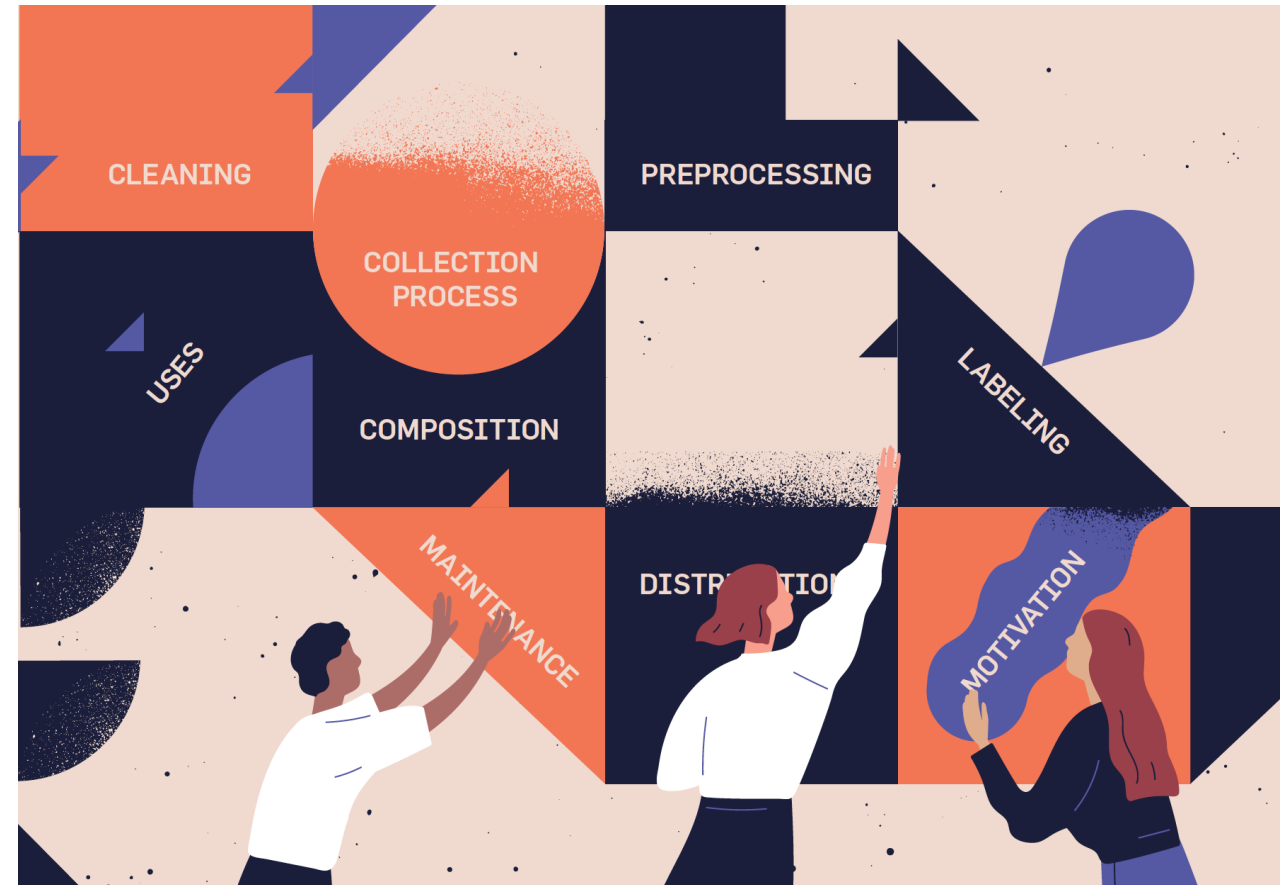 CLEANING
COLLECTION
PROCESS
PREPROCESSING
USES
COMPOSITION
LABELING
MAINTENANCE
MOTIVATION